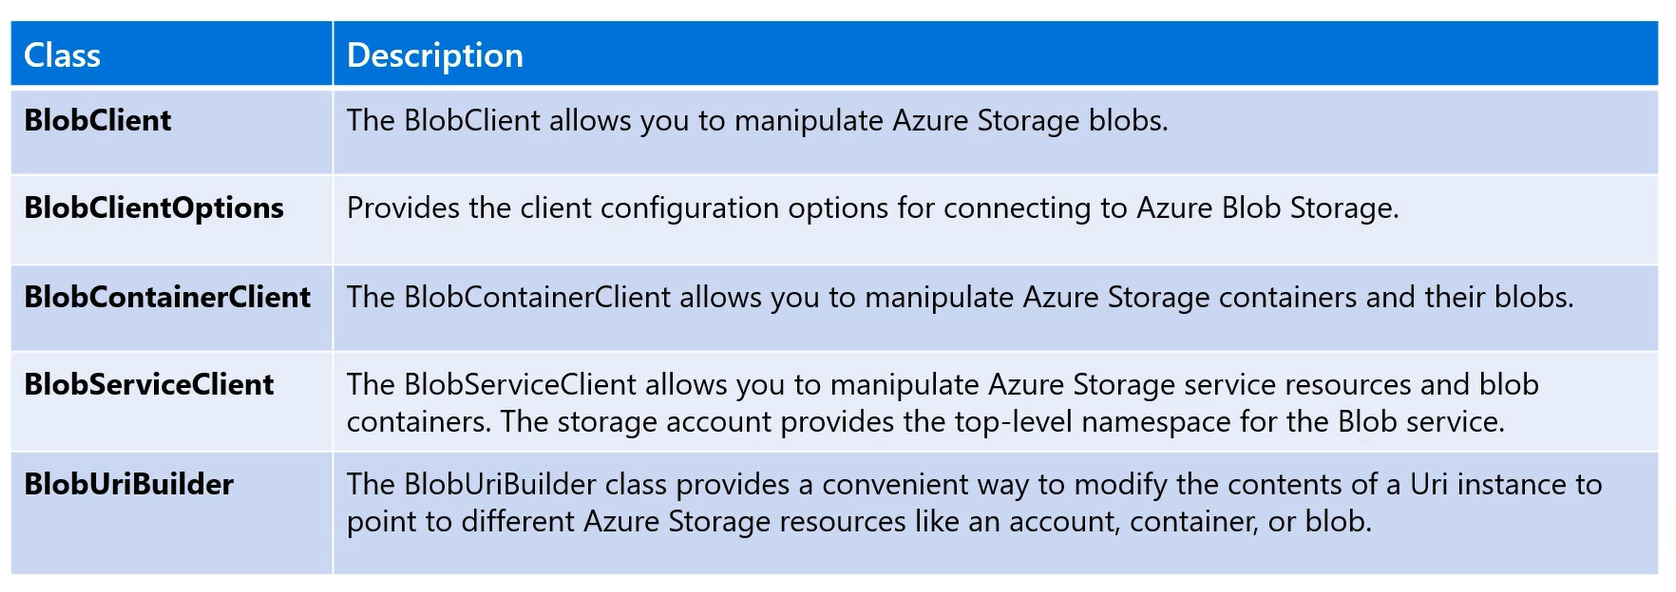 Class Description
BlobClient The BlobClient allows you to manipulate Azure Storage blobs.
BlobClientOptions Provides the client configuration options for connecting to Azure Blob Storage.
BlobContainerClient The BlobContainerClient allows you to manipulate Azure Storage containers and their blobs.
BlobServiceClient The BlobServiceClient allows you to manipulate Azure Storage service resources and blob
containers. The storage account provides the top-level namespace for the Blob service.
BlobUriBuilder The BlobUriBuilder class provides a convenient way to modify the contents of a Uri instance to
point to different Azure Storage resources like an account, container, or blob.